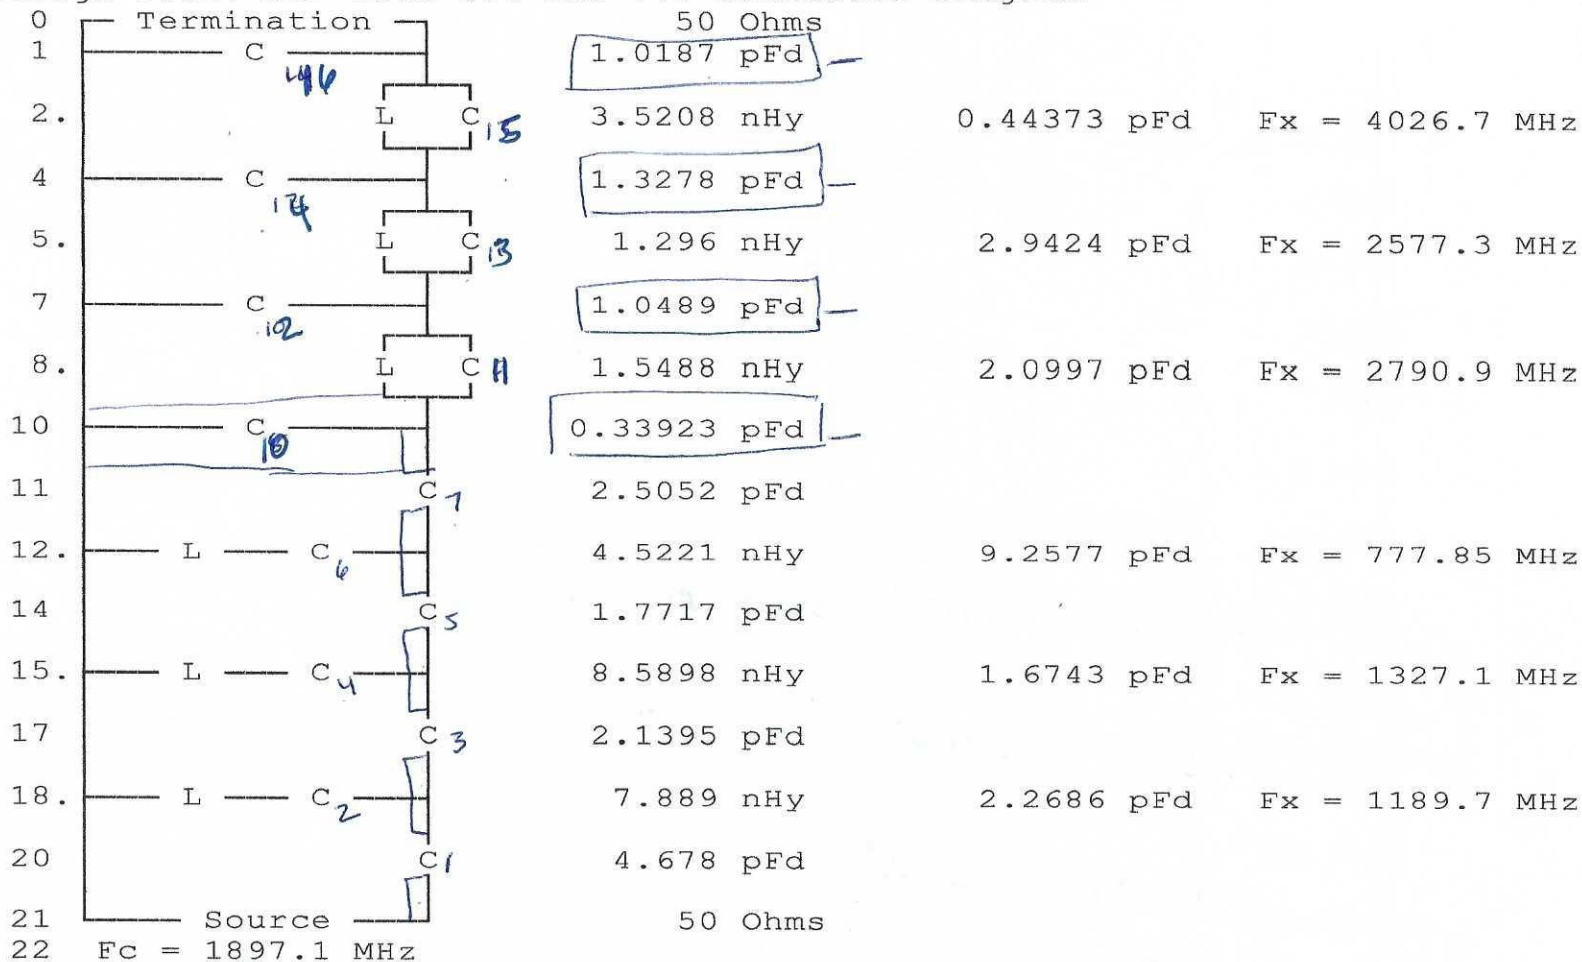 0 Termination 50 Ohms
1 C 1.0187 pFd
2. L C 15 3.5208 nHy 0.44373 pFd Fx = 4026.7 MHz
4 C 14 1.3278 pFd
5. L C 13 1.296 nHy 2.9424 pFd Fx = 2577.3 MHz
7 C 12 1.0489 pFd
8. L C 11 1.5488 nHy 2.0997 pFd Fx = 2790.9 MHz
10 C 10 0.33923 pFd
11 C 7 2.5052 pFd
12. L C 6 4.5221 nHy 9.2577 pFd Fx = 777.85 MHz
14 C 5 1.7717 pFd
15. L C 4 8.5898 nHy 1.6743 pFd Fx = 1327.1 MHz
17 C 3 2.1395 pFd
18. L C 2 7.889 nHy 2.2686 pFd Fx = 1189.7 MHz
20 C 1 4.678 pFd
21 Source 50 Ohms
22 Fc = 1897.1 MHz